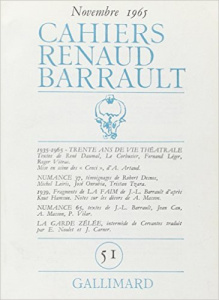 Novembre 1965
CAHIERS
RENAUD
BARRAULT
1935-1965 - TRENTE ANS DE VIE THÉATRALE
Textes de René Daumal, Le Corbusier, Fernand Léger,
Roger Vitrac.
Mise en scène des « Cenci », d'A. Artaud.
NUMANCE 37, témoignages de Robert Desnos,
Michel Leiris, José Ortega, Tristan Tzara.
1939, Fragments de LA FAIM de J.-L. Barrault d'après
Knut Hamsun. Notes sur les décors de A. Masson.
NUMANCE 65, textes de J.-L. Barrault, Jean Cau,
A. Masson, P. Vilar.
LA GARDE ZÉLÉE, intermède de Cervantès traduit
par E. Noulet et J. Carner.
51
GALLIMARD